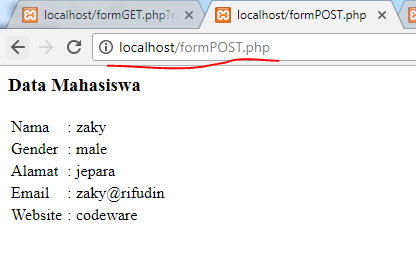 localhost/formGET.php?n
localhost/formPOST.php
localhost/formPOST.php
Data Mahasiswa
Nama : zaky
Gender : male
Alamat : jepara
Email : zaky@rifudin
Website : codeware